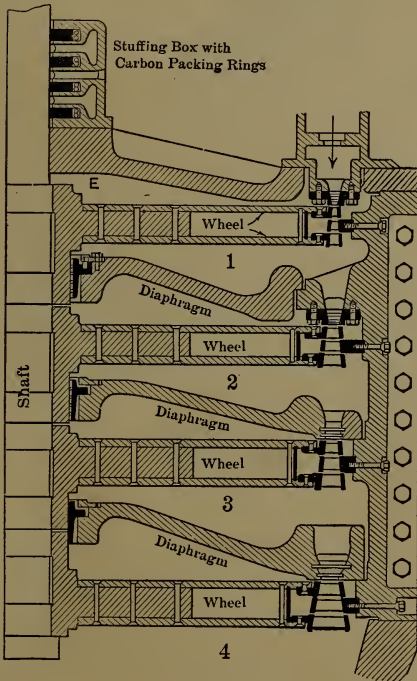 Stuffing Box with
Carbon Packing Rings
E
Wheel
1
Diaphragm
Wheel
2
Shaft
Diaphragm
Wheel
3
Diaphragm
Wheel
4